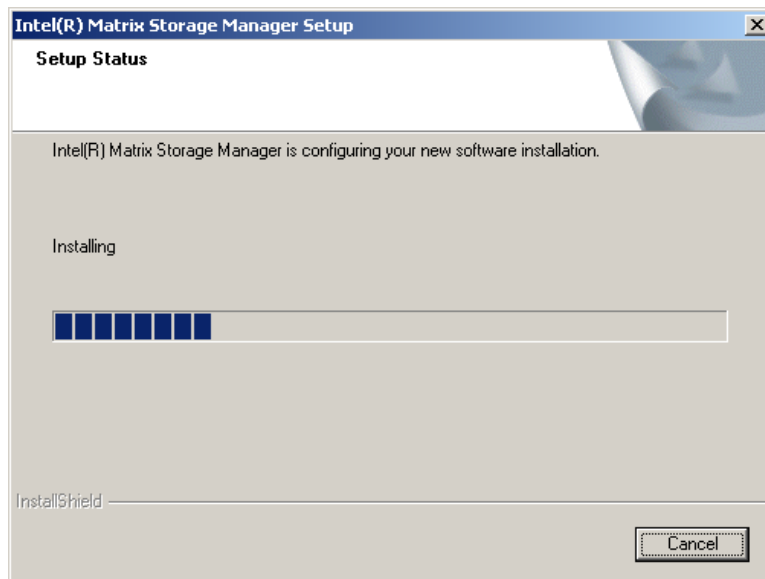 Intel(R) Matrix Storage Manager Setup
Setup Status
Intel(R) Matrix Storage Manager is configuring your new software installation.
Installing
InstallShield
Cancel